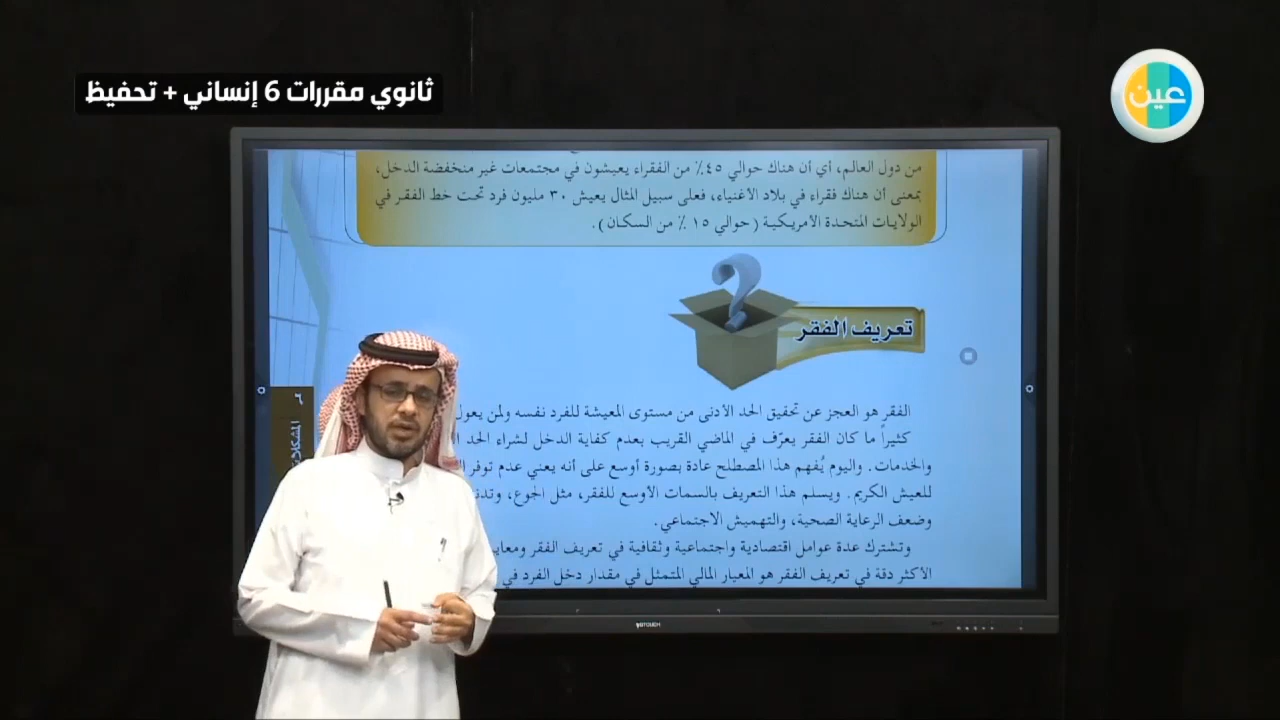 ثانوي مقررات 6 إنساني + تحفيظ
عين
من دول العالم، أي أن هناك حوالي ٤٥٪ من الفقراء يعيشون في مجتمعات غير منخفضة الدخل،
بمعنى أن هناك فقراء في بلاد الأغنياء، فعلى سبيل المثال يعيش ٣٠ مليون فرد تحت خط الفقر في
الولايات المتحدة الأمريكية (حوالي ١٥ ٪ من السكان).
تعريف الفقر
الفقر هو العجز عن تحقيق الحد الأدنى من مستوى المعيشة للفرد نفسه ولمن يعول
كثيراً ما كان الفقر يعرّف في الماضي القريب بعدم كفاية الدخل لشراء الحد
والخدمات. واليوم يُفهم هذا المصطلح عادة بصورة أوسع على أنه يعني عدم توفر
للعيش الكريم. ويسلم هذا التعريف بالسمات الأوسع للفقر، مثل الجوع،
وضعف الرعاية الصحية، والتهميش الاجتماعي.
وتشترك عدة عوامل اقتصادية واجتماعية وثقافية في تعريف الفقر
الأكثر دقة في تعريف الفقر هو المعيار المالي المتمثل في مقدار دخل الفرد في